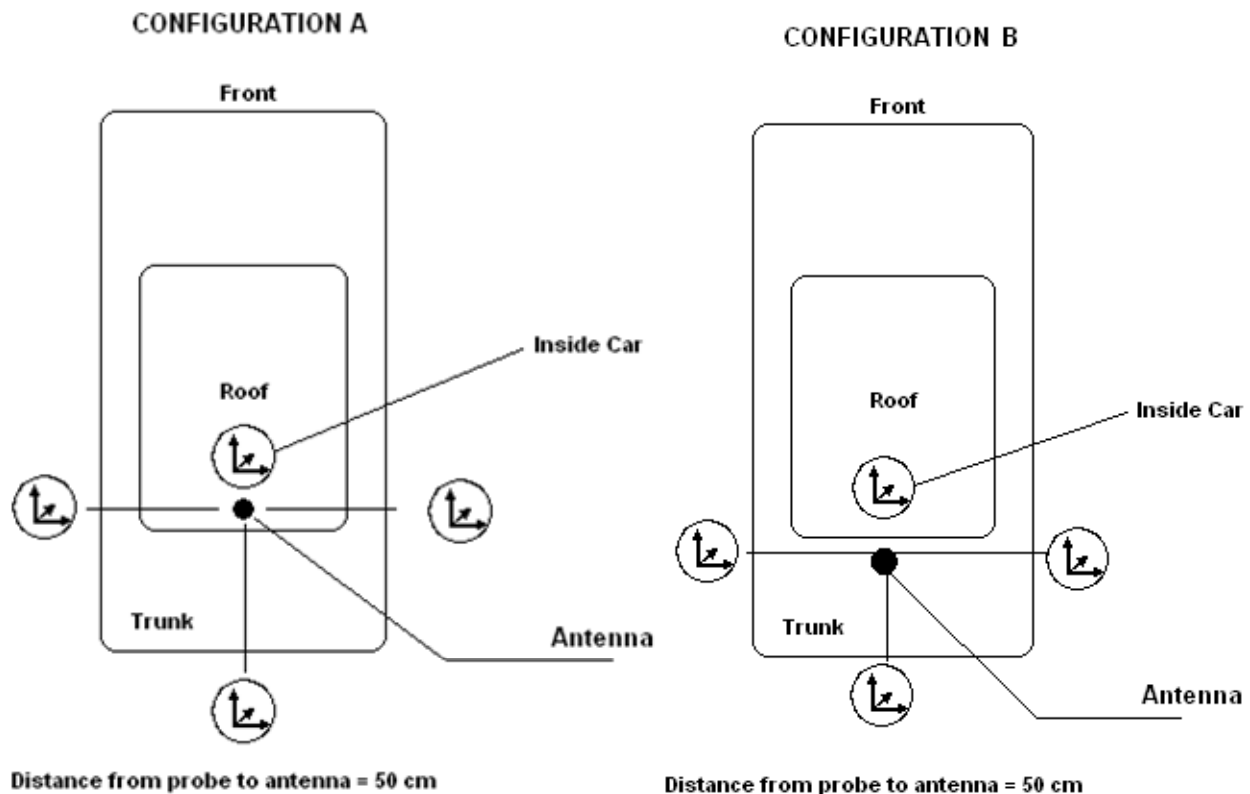 CONFIGURATION A
Front
Inside Car
Roof
Trunk
Antenna
Distance from probe to antenna = 50 cm
CONFIGURATION B
Front
Roof
Inside Car
Trunk
Antenna
Distance from probe to antenna = 50 cm